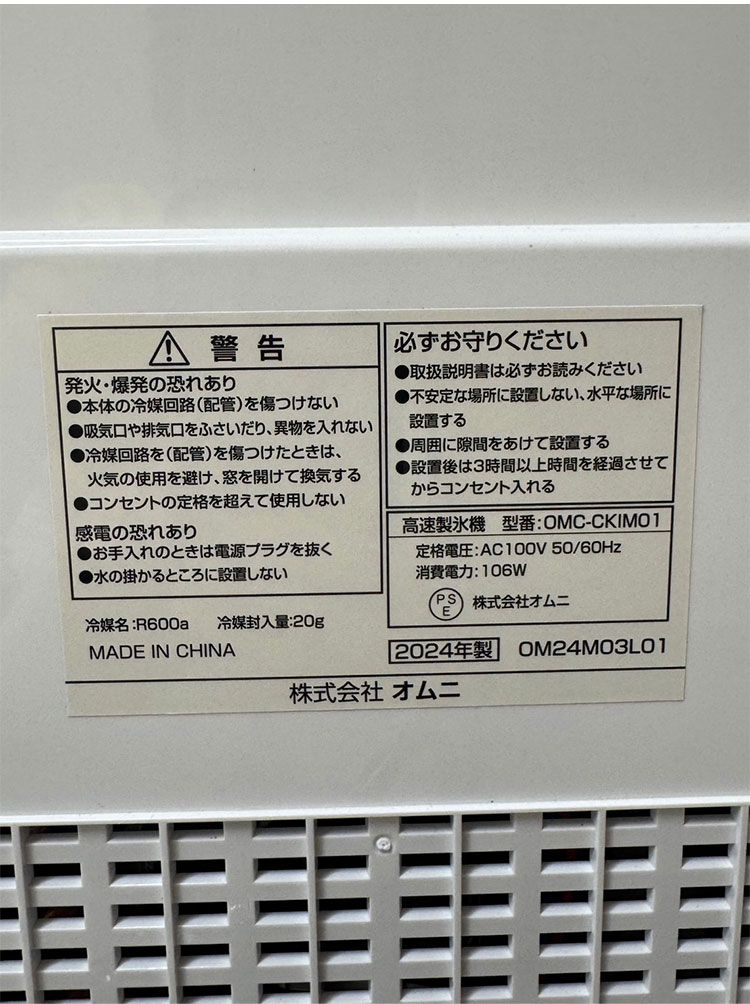 警告
発火・爆発の恐れあり
●本体の冷媒回路(配管)を傷つけない
●吸気口や排気口をふさいだり、異物を入れない
●冷媒回路を(配管)を傷つけたときは、
火気の使用を避け、窓を開けて換気する
●コンセントの定格を超えて使用しない
感電の恐れあり
●お手入れのときは電源プラグを抜く
●水の掛かるところに設置しない
冷媒名:R600a 冷媒封入量:20g
MADE IN CHINA
必ずお守りください
●取扱説明書は必ずお読みください
●不安定な場所に設置しない、水平な場所に
設置する
●周囲に隙間をあけて設置する
●設置後は3時間以上時間を経過させて
からコンセント入れる
高速製氷機 型番:OMC-CKIM01
定格電圧:AC100V 50/60Hz
消費電力:106W
PS
E
株式会社オムニ
2024年製 OM24M03L01
株式会社 オムニ